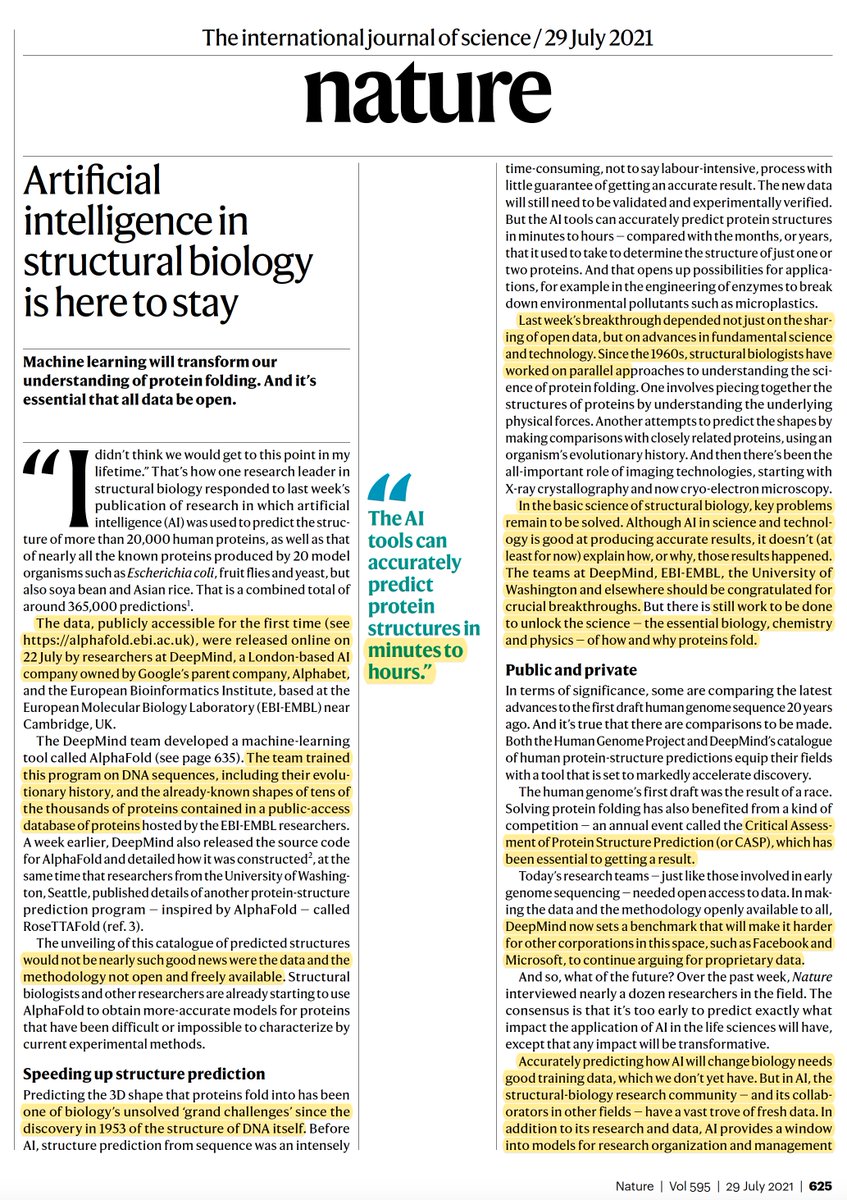 The international journal of science / 29 July 2021
nature
Artificial
intelligence in
structural biology
is here to stay
Machine learning will transform our
understanding of protein folding. And it’s
essential that all data be open.
“I didn’t think we would get to this point in my
lifetime.” That’s how one research leader in
structural biology responded to last week’s
publication of research in which artificial
intelligence (AI) was used to predict the struc-
ture of more than 20,000 human proteins, as well as that
of nearly all the known proteins produced by 20 model
organisms such as Escherichia coli, fruit flies and yeast, but
also soya bean and Asian rice. That is a combined total of
around 365,000 predictions1.
The data, publicly accessible for the first time (see
https://alphafold.ebi.ac.uk), were released online on
22 July by researchers at DeepMind, a London-based AI
company owned by Google’s parent company, Alphabet,
and the European Bioinformatics Institute, based at the
European Molecular Biology Laboratory (EBI-EMBL) near
Cambridge, UK.
The DeepMind team developed a machine-learning
tool called AlphaFold (see page 635). The team trained
this program on DNA sequences, including their evolu-
tionary history, and the already-known shapes of tens of
the thousands of proteins contained in a public-access
database of proteins hosted by the EBI-EMBL researchers.
A week earlier, DeepMind also released the source code
for AlphaFold and detailed how it was constructed2, at the
same time that researchers from the University of Washing-
ton, Seattle, published details of another protein-structure
prediction program — inspired by AlphaFold — called
RoseTTAFold (ref. 3).
The unveiling of this catalogue of predicted structures
would not be nearly such good news were the data and the
methodology not open and freely available. Structural
biologists and other researchers are already starting to use
AlphaFold to obtain more-accurate models for proteins
that have been difficult or impossible to characterize by
current experimental methods.
Speeding up structure prediction
Predicting the 3D shape that proteins fold into has been
one of biology’s unsolved ‘grand challenges’ since the
discovery in 1953 of the structure of DNA itself. Before
AI, structure prediction from sequence was an intensely
“
The AI
tools can
accurately
predict
protein
structures in
minutes to
hours.”
time-consuming, not to say labour-intensive, process with
little guarantee of getting an accurate result. The new data
will still need to be validated and experimentally verified.
But the AI tools can accurately predict protein structures
in minutes to hours — compared with the months, or years,
that it used to take to determine the structure of just one or
two proteins. And that opens up possibilities for applica-
tions, for example in the engineering of enzymes to break
down environmental pollutants such as microplastics.
Last week’s breakthrough depended not just on the shar-
ing of open data, but on advances in fundamental science
and technology. Since the 1960s, structural biologists have
worked on parallel approaches to understanding the sci-
ence of protein folding. One involves piecing together the
structures of proteins by understanding the underlying
physical forces. Another attempts to predict the shapes by
making comparisons with closely related proteins, using an
organism’s evolutionary history. And then there’s been the
all-important role of imaging technologies, starting with
X-ray crystallography and now cryo-electron microscopy.
In the basic science of structural biology, key problems
remain to be solved. Although AI in science and technol-
ogy is good at producing accurate results, it doesn’t (at
least for now) explain how, or why, those results happened.
The teams at DeepMind, EBI-EMBL, the University of
Washington and elsewhere should be congratulated for
crucial breakthroughs. But there is still work to be done
to unlock the science — the essential biology, chemistry
and physics — of how and why proteins fold.
Public and private
In terms of significance, some are comparing the latest
advances to the first draft human genome sequence 20 years
ago. And it’s true that there are comparisons to be made.
Both the Human Genome Project and DeepMind’s catalogue
of human protein-structure predictions equip their fields
with a tool that is set to markedly accelerate discovery.
The human genome’s first draft was the result of a race.
Solving protein folding has also benefited from a kind of
competition — an annual event called the Critical Assess-
ment of Protein Structure Prediction (or CASP), which has
been essential to getting a result.
Today’s research teams — just like those involved in early
genome sequencing — needed open access to data. In mak-
ing the data and the methodology openly available to all,
DeepMind now sets a benchmark that will make it harder
for other corporations in this space, such as Facebook and
Microsoft, to continue arguing for proprietary data.
And so, what of the future? Over the past week, Nature
interviewed nearly a dozen researchers in the field. The
consensus is that it’s too early to predict exactly what
impact the application of AI in the life sciences will have,
except that any impact will be transformative.
Accurately predicting how AI will change biology needs
good training data, which we don’t yet have. But in AI, the
structural-biology research community — and its collab-
orators in other fields — have a vast trove of fresh data. In
addition to its research and data, AI provides a window
into models for research organization and management
Nature | Vol 595 | 29 July 2021 | 625